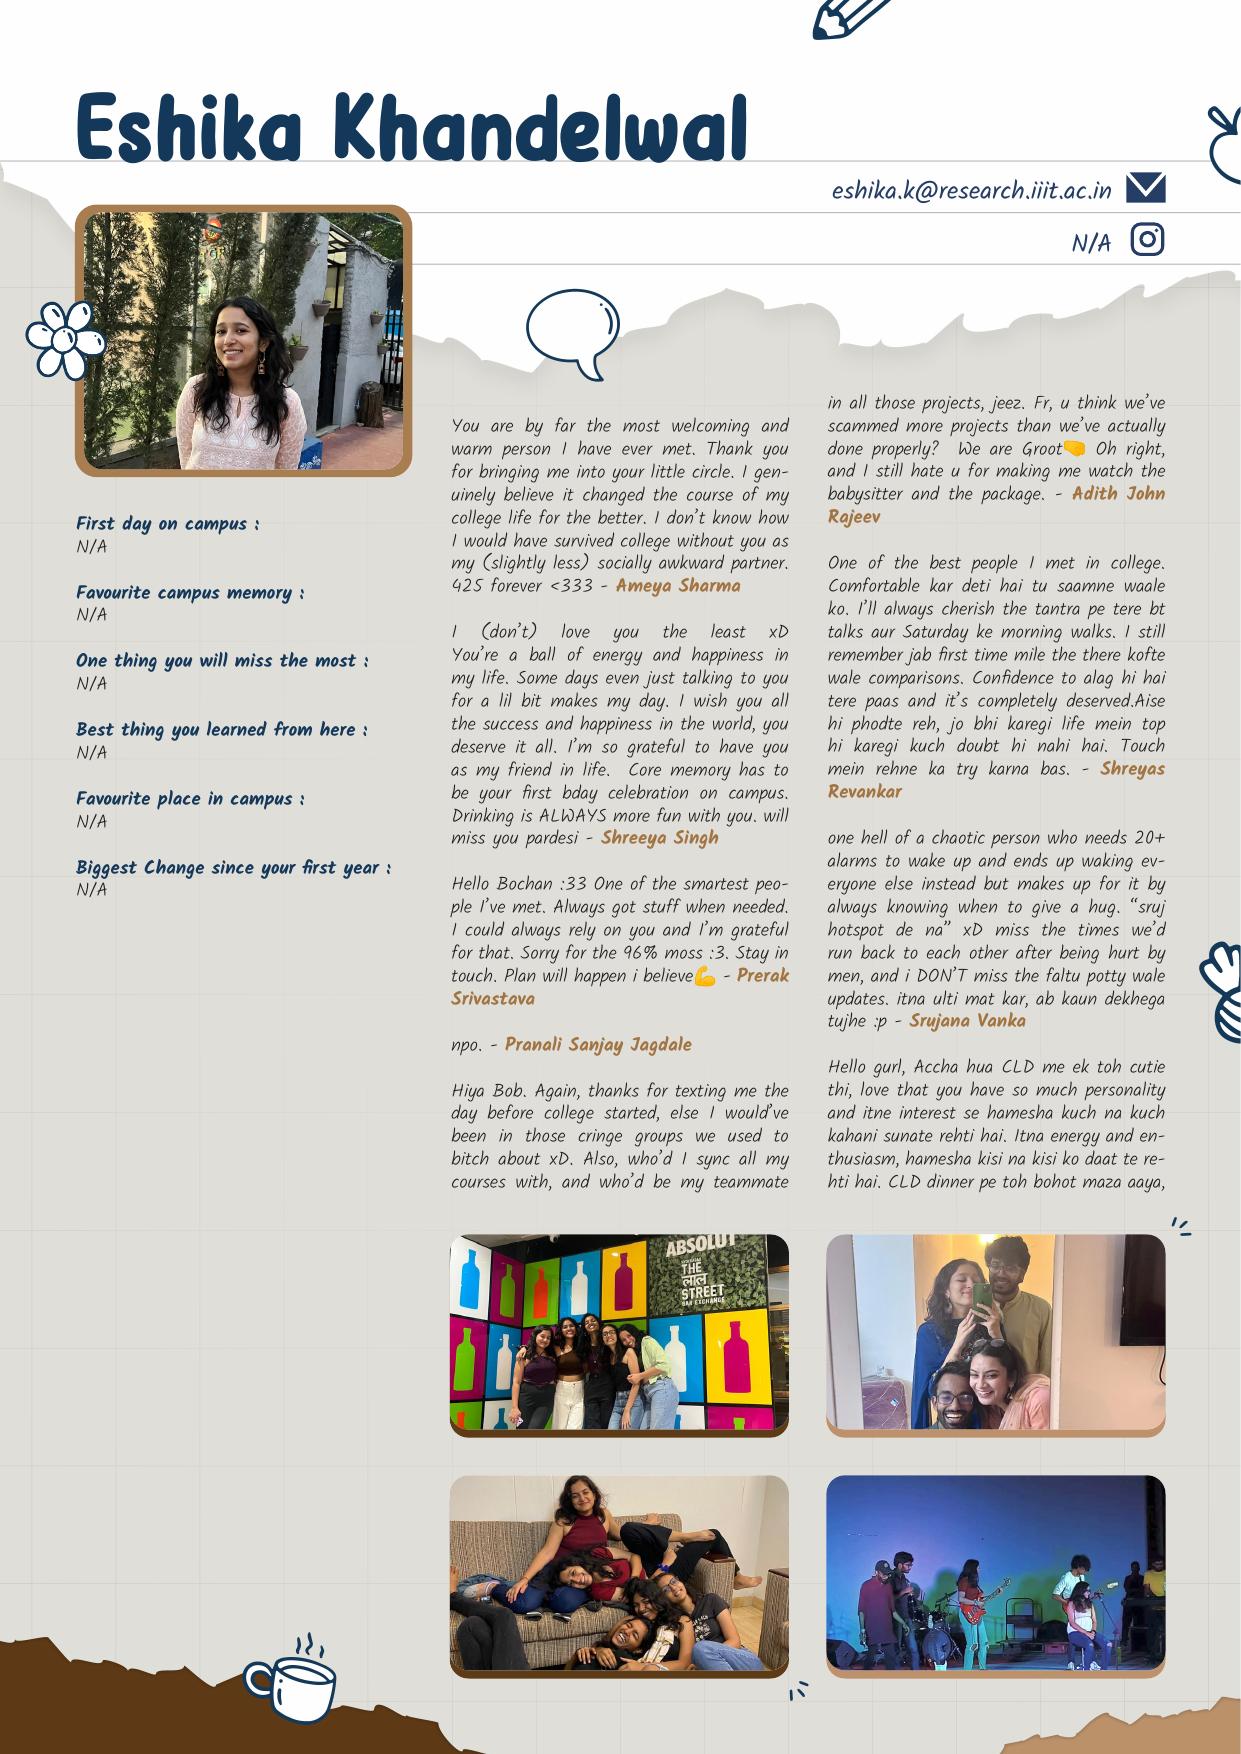 Eshika Khandelwal
eshika.k@research.iiit.ac.in
N/A
First day on campus :
N/A
Favourite campus memory :
N/A
One thing you will miss the most :
N/A
Best thing you learned from here :
N/A
Favourite place in campus :
N/A
Biggest Change since your first year :
N/A
You are by far the most welcoming and
warm person I have ever met. Thank you
for bringing me into your little circle. I gen-
uinely believe it changed the course of my
college life for the better. I don't know how
I would have survived college without you as
my (slightly less) socially awkward partner.
425 forever <333 - Ameya Sharma
I (don't) love you the least xD
You're a ball of energy and happiness in
my life. Some days even just talking to you
for a lil bit makes my day. I wish you all
the success and happiness in the world, you
deserve it all. I'm so grateful to have you
as my friend in life. Core memory has to
be your first bday celebration on campus.
Drinking is ALWAYS more fun with you. will
miss you pardesi - Shreeya Singh
Hello Bochan :33 One of the smartest peo-
ple I've met. Always got stuff when needed.
I could always rely on you and I'm grateful
for that. Sorry for the 96% moss :3. Stay in
touch. Plan will happen i believe💪 - Prerak
Srivastava
npo. - Pranali Sanjay Jagdale
Hiya Bob. Again, thanks for texting me the
day before college started, else I would've
been in those cringe groups we used to
bitch about xD. Also, who'd I sync all my
courses with, and who'd be my teammate
in all those projects, jeez. Fr, u think we've
scammed more projects than we've actually
done properly? We are Groot🤜 Oh right,
and I still hate u for making me watch the
babysitter and the package. - Adith John
Rajeev
One of the best people I met in college.
Comfortable kar deti hai tu saamne waale
ko. I'll always cherish the tantra pe tere bt
talks aur Saturday ke morning walks. I still
remember jab first time mile the there kofte
wale comparisons. Confidence to alag hi hai
tere paas and it's completely deserved.Aise
hi phodte reh, jo bhi karegi life mein top
hi karegi kuch doubt hi nahi hai. Touch
mein rehne ka try karna bas. - Shreyas
Revankar
one hell of a chaotic person who needs 20+
alarms to wake up and ends up waking ev-
eryone else instead but makes up for it by
always knowing when to give a hug. “sruj
hotspot de na” xD miss the times we'd
run back to each other after being hurt by
men, and i DON'T miss the faltu potty wale
updates. itna ulti mat kar, ab kaun dekhega
tujhe :p - Srujana Vanka
Hello gurl, Accha hua CLD me ek toh cutie
thi, love that you have so much personality
and itne interest se hamesha kuch na kuch
kahani sunate rehti hai. Itna energy and en-
thusiasm, hamesha kisi na kisi ko daat te re-
hti hai. CLD dinner pe toh bohot maza aaya,
ABSOLUT
THE
लाल
STREET
BAR EXCHANGE